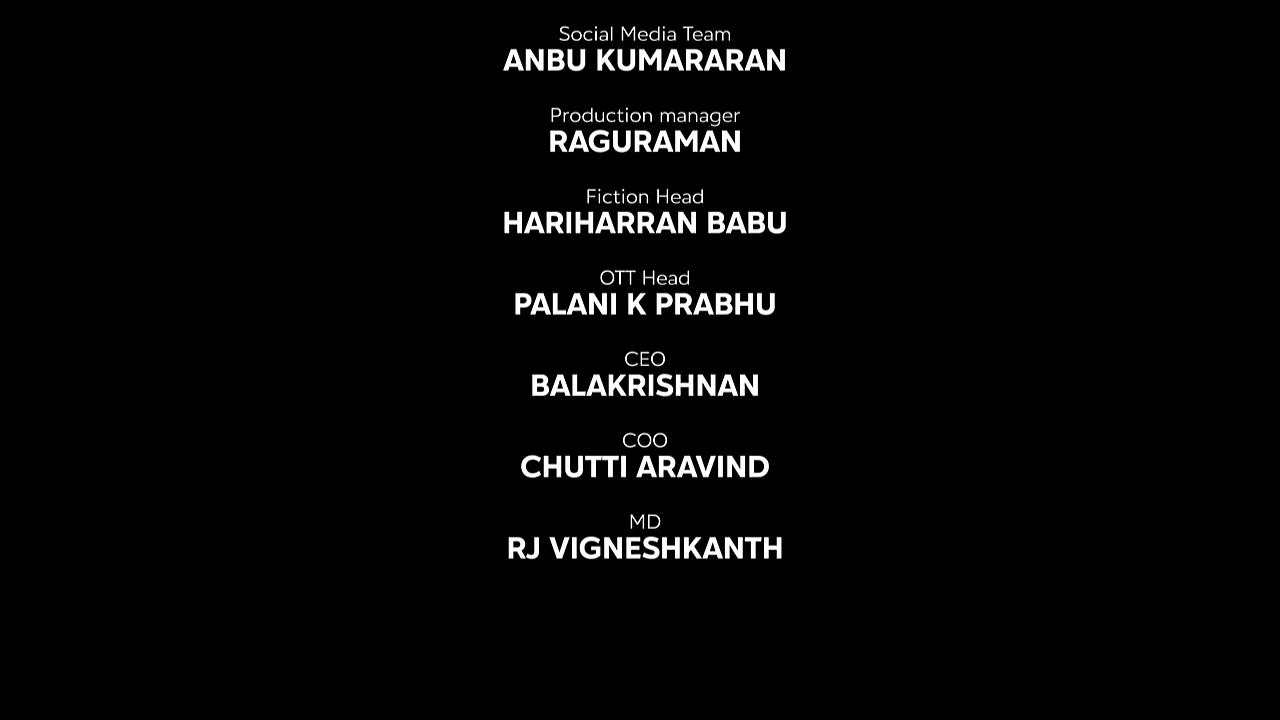 Social Media Team
ANBU KUMARARAN
Production manager
RAGURAMAN
Fiction Head
HARIHARRAN BABU
OTT Head
PALANI K PRABHU
CEO
BALAKRISHNAN
COO
CHUTTI ARAVIND
MD
RJ VIGNESHKANTH